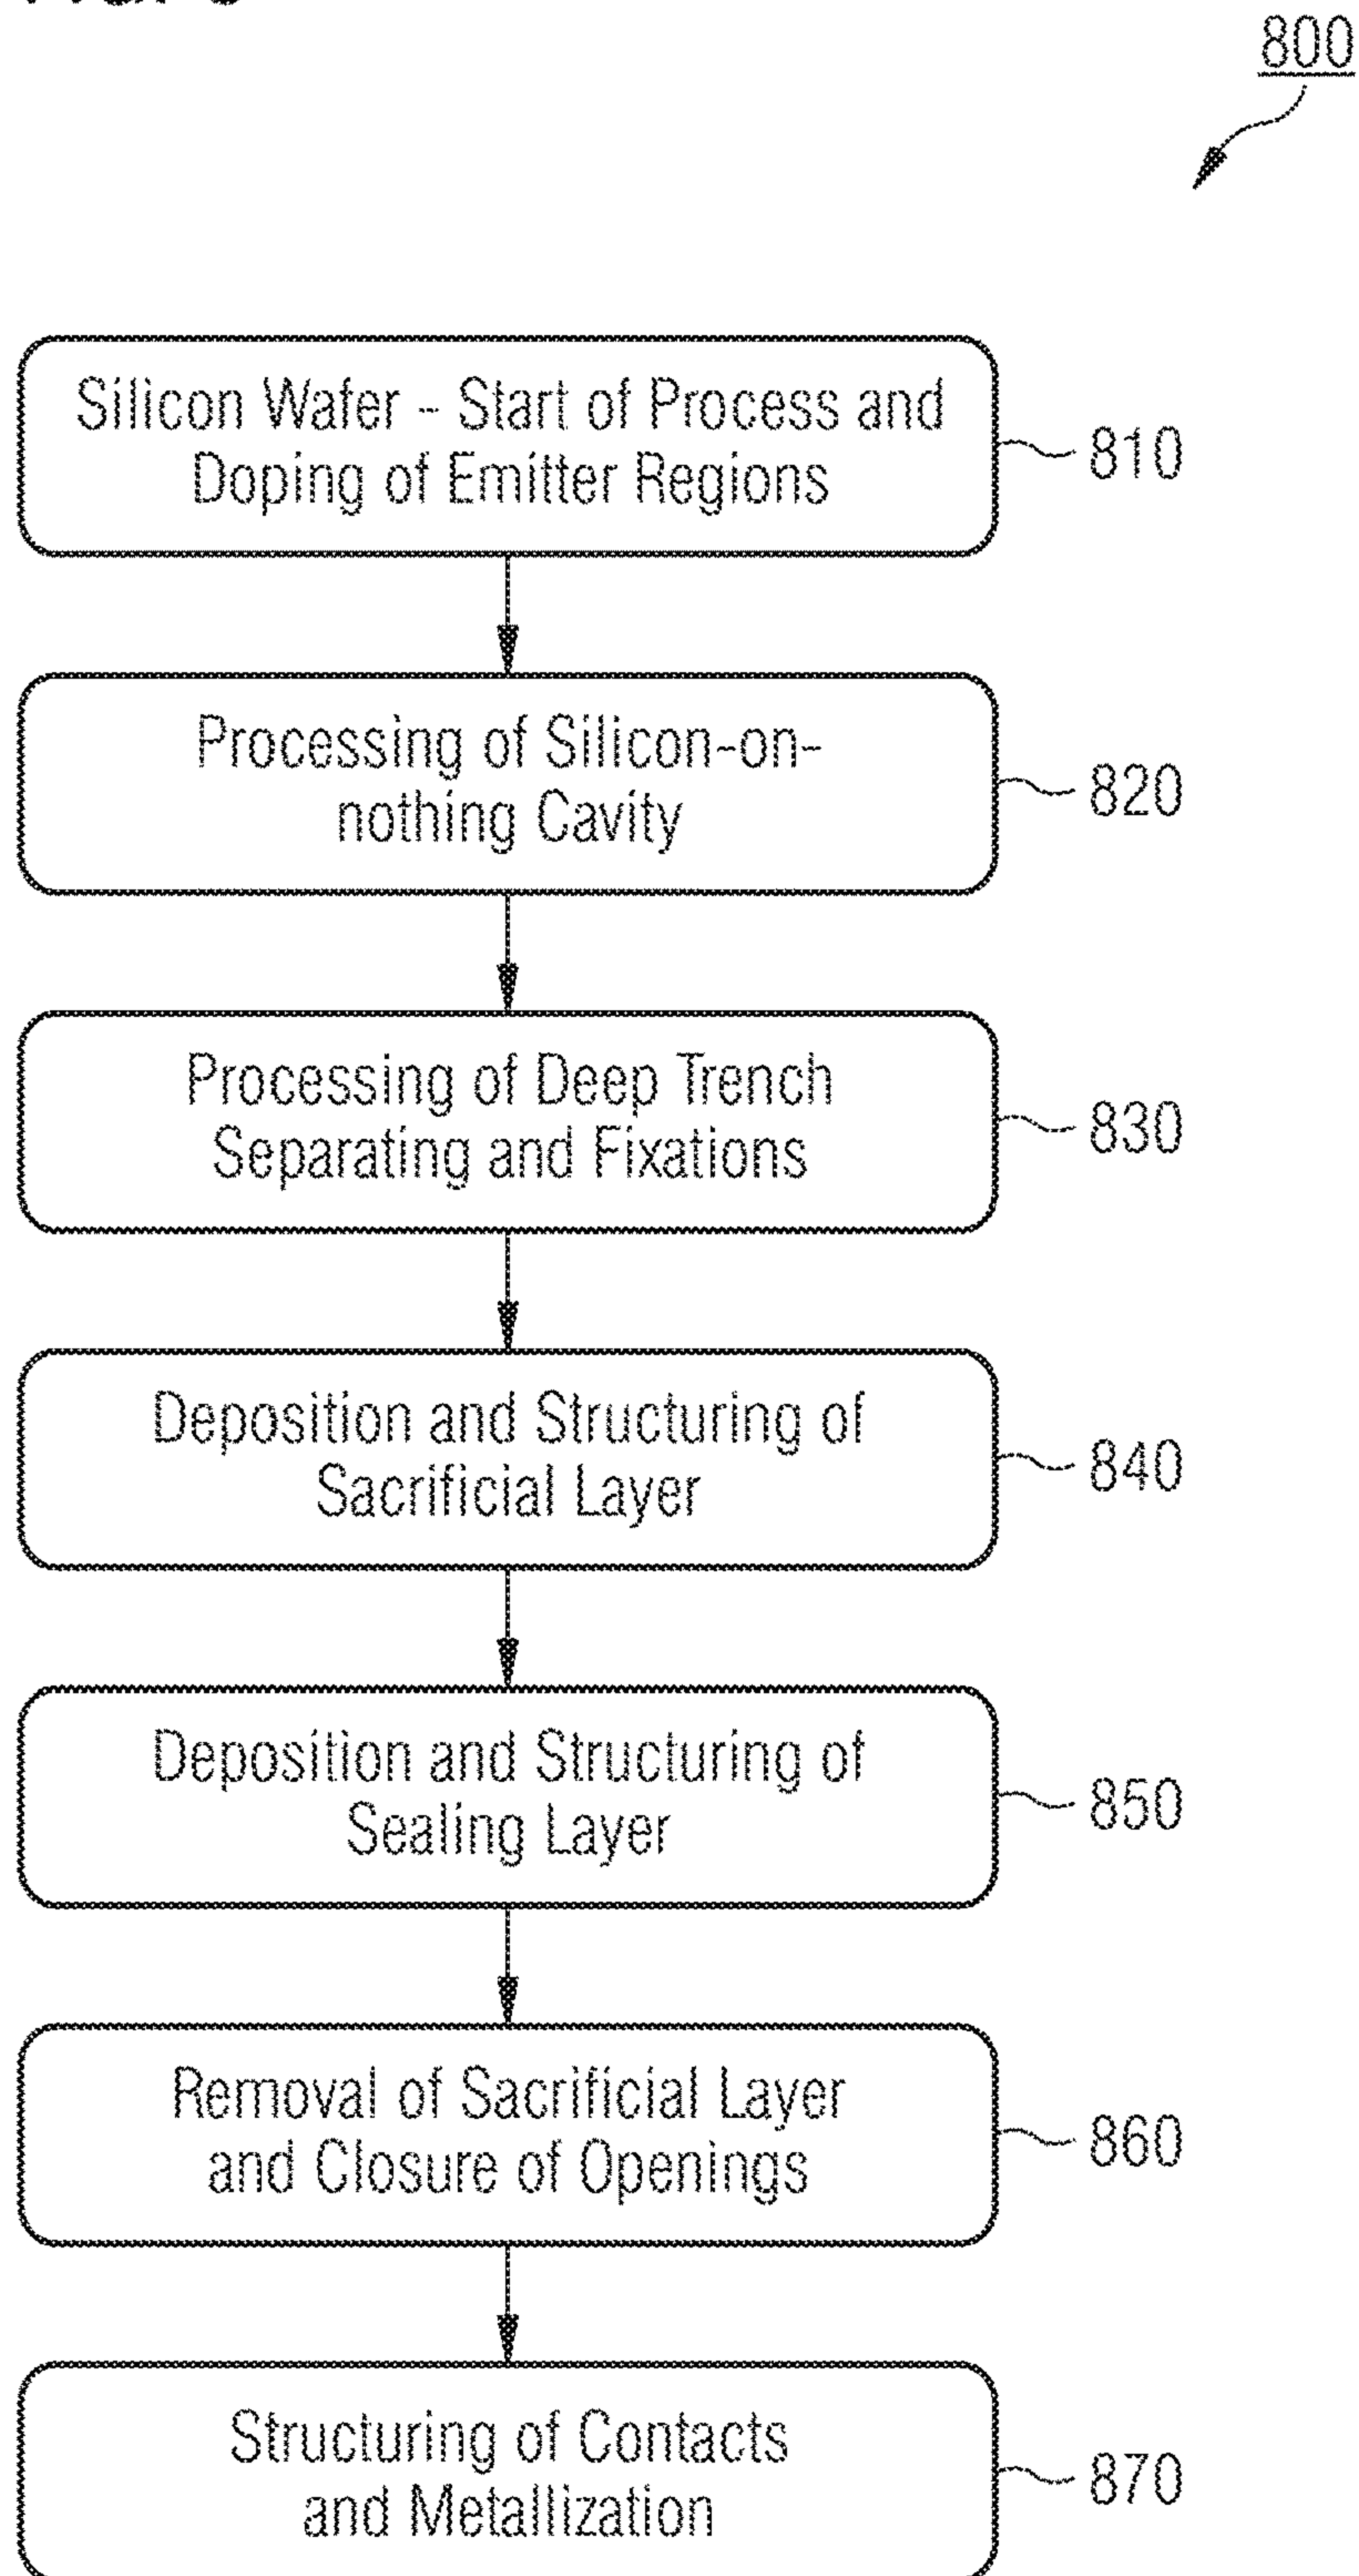 800
Silicon Wafer - Start of Process and
Doping of Emitter Regions
810
Processing of Silicon-on-
nothing Cavity
820
Processing of Deep Trench
Separating and Fixations
830
Deposition and Structuring of
Sacrificial Layer
840
Deposition and Structuring of
Sealing Layer
850
Removal of Sacrificial Layer
and Closure of Openings
860
Structuring of Contacts
and Metallization
870